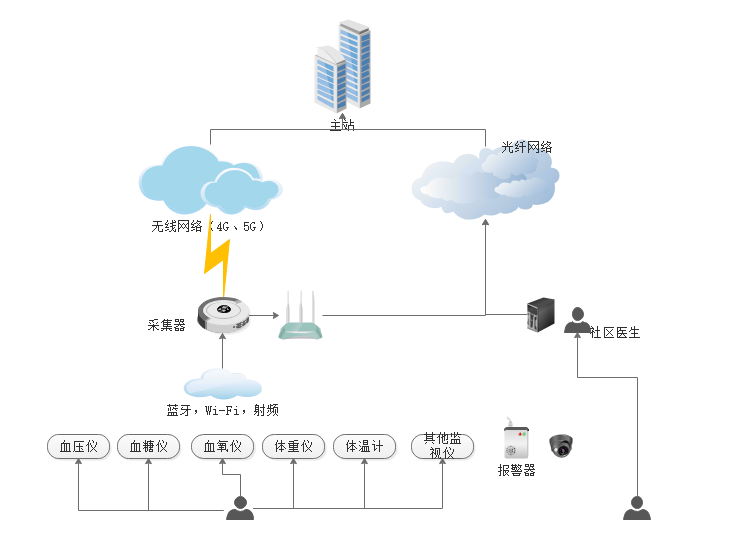 主站
光纤网络
无线网络（4G、5G）
采集器
社区医生
蓝牙，Wi-Fi，射频
血压仪
血糖仪
血氧仪
体重仪
体温计
其他监
视仪
报警器